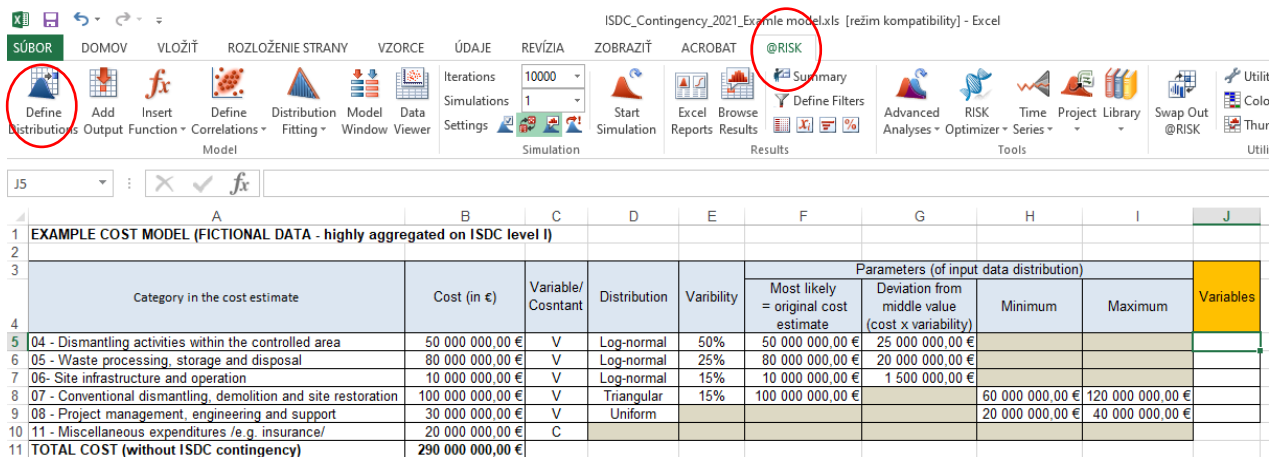 ISDC_Contingency_2021_Examle model.xls [režim kompatibility] - Excel
SÚBOR DOMOV VLOŽIŤ ROZLOŽENIE STRANY VZORCE ÚDAJE REVÍZIA ZOBRAZIŤ ACROBAT @RISK
Define Distributions
Add Output
Insert Function
Define Correlations
Distribution Fitting
Model Window
Data Viewer
Model
Iterations 10000
Simulations 1
Settings
Start Simulation
Simulation
Excel Reports
Browse Results
Summary
Define Filters
Results
Advanced Analyses
RISK Optimizer
Time Series
Project
Library
Tools
Swap Out @RISK
Utilit
Colo
Thur
Utili
J5 fx
A B C D E F G H I J
1 EXAMPLE COST MODEL (FICTIONAL DATA - highly aggregated on ISDC level I)
2
3 Parameters (of input data distribution)
4 Category in the cost estimate Cost (in €) Variable/ Cosntant Distribution Varibility Most likely = original cost estimate Deviation from middle value (cost x variability) Minimum Maximum Variables
5 04 - Dismantling activities within the controlled area 50 000 000,00 € V Log-normal 50% 50 000 000,00 € 25 000 000,00 €
6 05 - Waste processing, storage and disposal 80 000 000,00 € V Log-normal 25% 80 000 000,00 € 20 000 000,00 €
7 06- Site infrastructure and operation 10 000 000,00 € V Log-normal 15% 10 000 000,00 € 1 500 000,00 €
8 07 - Conventional dismantling, demolition and site restoration 100 000 000,00 € V Triangular 15% 100 000 000,00 € 60 000 000,00 € 120 000 000,00 €
9 08 - Project management, engineering and support 30 000 000,00 € V Uniform 20 000 000,00 € 40 000 000,00 €
10 11 - Miscellaneous expenditures /e.g. insurance/ 20 000 000,00 € C
11 TOTAL COST (without ISDC contingency) 290 000 000,00 €